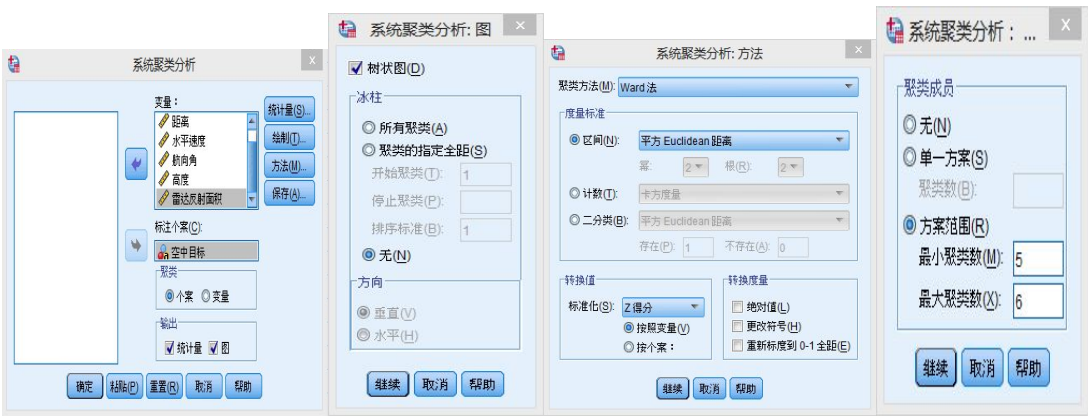 系统聚类分析
变量：
距离
水平速度
航向角
高度
雷达反射面积
统计量(S)...
绘制(T)...
方法(M)...
保存(A)...
标注个案(C):
空中目标
聚类
个案 变量
输出
统计量 图
确定 粘贴(P) 重置(R) 取消 帮助
系统聚类分析: 图
树状图(D)
冰柱
所有聚类(A)
聚类的指定全距(S)
开始聚类(T): 1
停止聚类(P):
排序标准(B): 1
无(N)
方向
垂直(V)
水平(H)
继续 取消 帮助
系统聚类分析: 方法
聚类方法(M): Ward 法
度量标准
区间(N): 平方 Euclidean 距离
幂: 2 根(R): 2
计数(T): 卡方度量
二分类(B): 平方 Euclidean 距离
存在(P): 1 不存在(A): 0
转换值
标准化(S): Z 得分
按照变量(V)
按个案：
转换度量
绝对值(L)
更改符号(H)
重新标度到 0-1 全距(E)
继续 取消 帮助
系统聚类分析： ...
聚类成员
无(N)
单一方案(S)
聚类数(B):
方案范围(R)
最小聚类数(M): 5
最大聚类数(X): 6
继续 取消 帮助